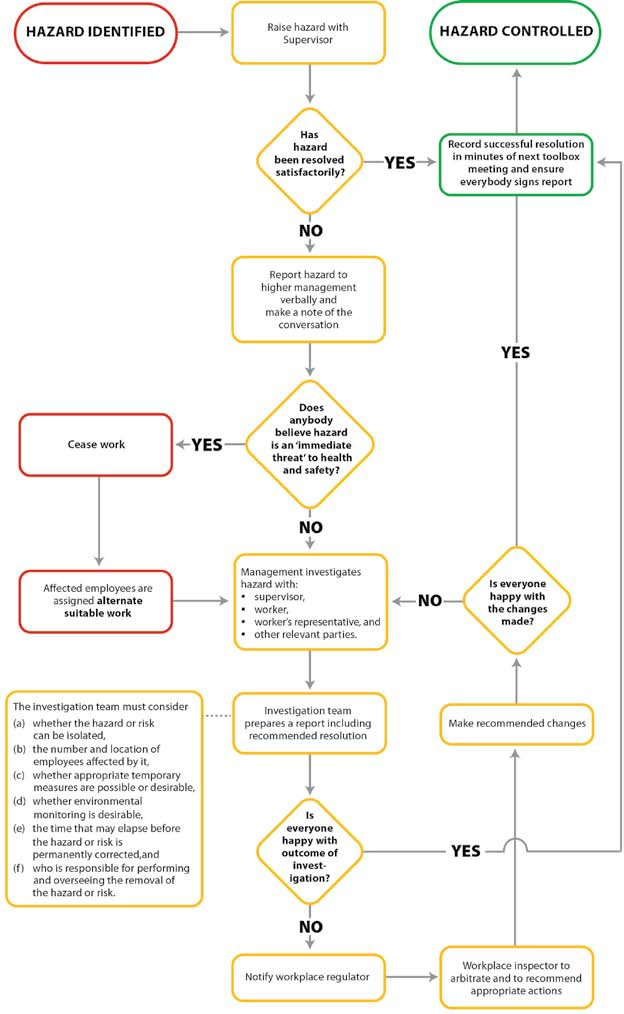 HAZARD IDENTIFIED
Raise hazard with
Supervisor
HAZARD CONTROLLED
Has
hazard
been resolved
satisfactorily?
YES
Record successful resolution
in minutes of next toolbox
meeting and ensure
everybody signs report
NO
Report hazard to
higher management
verbally and
make a note of the
conversation
YES
Does
anybody
believe hazard
is an ‘immediate
threat’ to health
and safety?
YES
Cease work
NO
Affected employees are
assigned alternate
suitable work
Management investigates
hazard with:
• supervisor,
• worker,
• worker’s representative, and
• other relevant parties.
NO
Is everyone
happy with
the changes
made?
The investigation team must consider
(a) whether the hazard or risk
can be isolated,
(b) the number and location of
employees affected by it,
(c) whether appropriate temporary
measures are possible or desirable,
(d) whether environmental
monitoring is desirable,
(e) the time that may elapse before
the hazard or risk is
permanently corrected,and
(f) who is responsible for performing
and overseeing the removal of
the hazard or risk.
Investigation team
prepares a report including
recommended resolution
Make recommended changes
Is
everyone
happy with
outcome of
invest-
igation?
YES
NO
Notify workplace regulator
Workplace inspector to
arbitrate and to recommend
appropriate actions